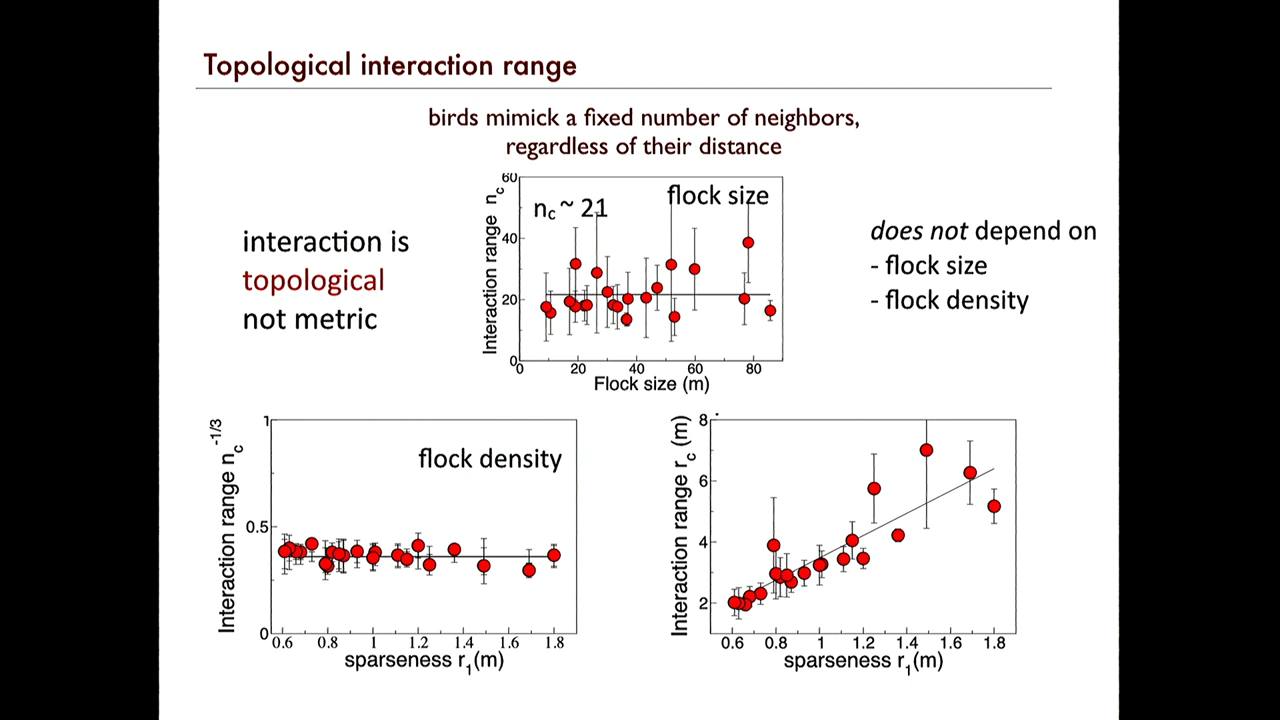 Topological interaction range
birds mimick a fixed number of neighbors,
regardless of their distance
interaction is
topological
not metric
Interaction range n_c
60
40
20
0
n_c ~ 21
flock size
0 20 40 60 80
Flock size (m)
does not depend on
- flock size
- flock density
Interaction range n_c^-1/3
1
0.5
0
flock density
0.6 0.8 1 1.2 1.4 1.6 1.8
sparseness r_1(m)
Interaction range r_c (m)
8
6
4
2
0.6 0.8 1 1.2 1.4 1.6 1.8
sparseness r_1(m)